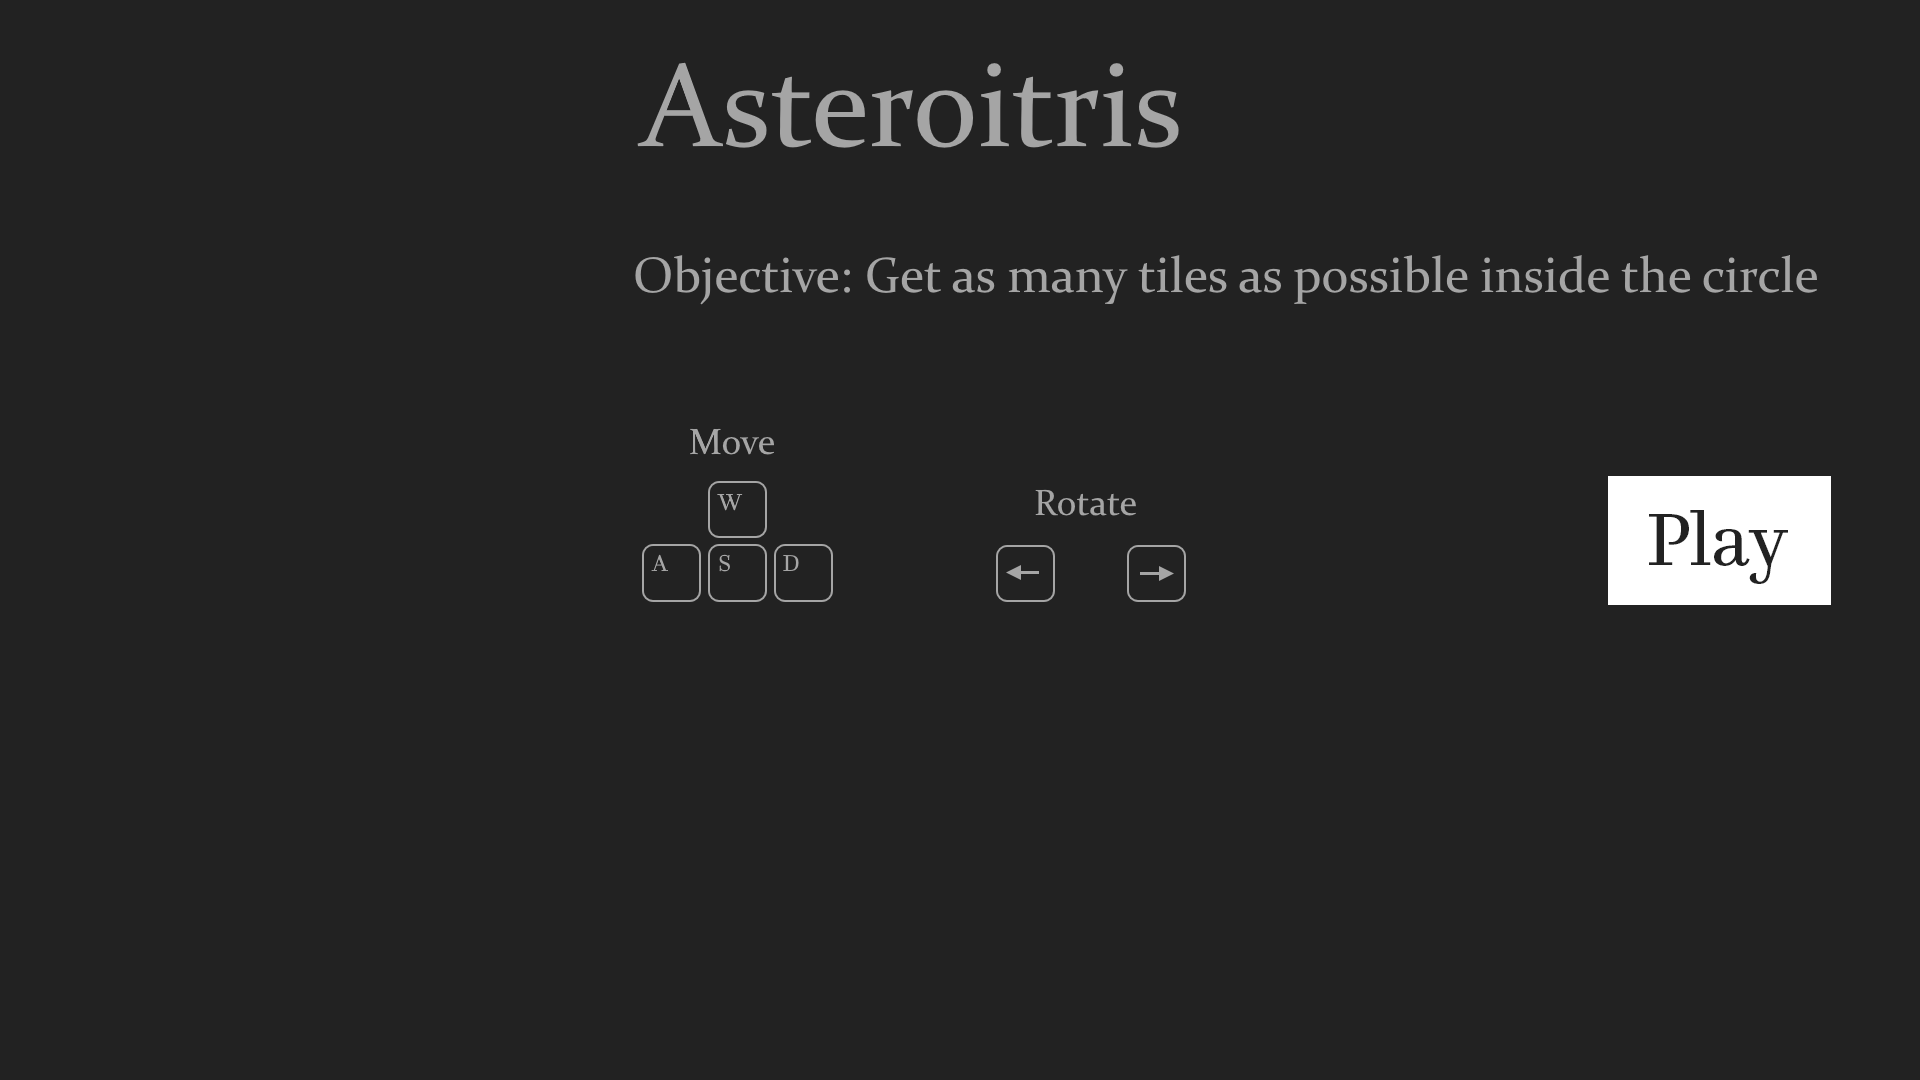 Asteroitris
Objective: Get as many tiles as possible inside the circle
Move
W
A S D
Rotate
Play